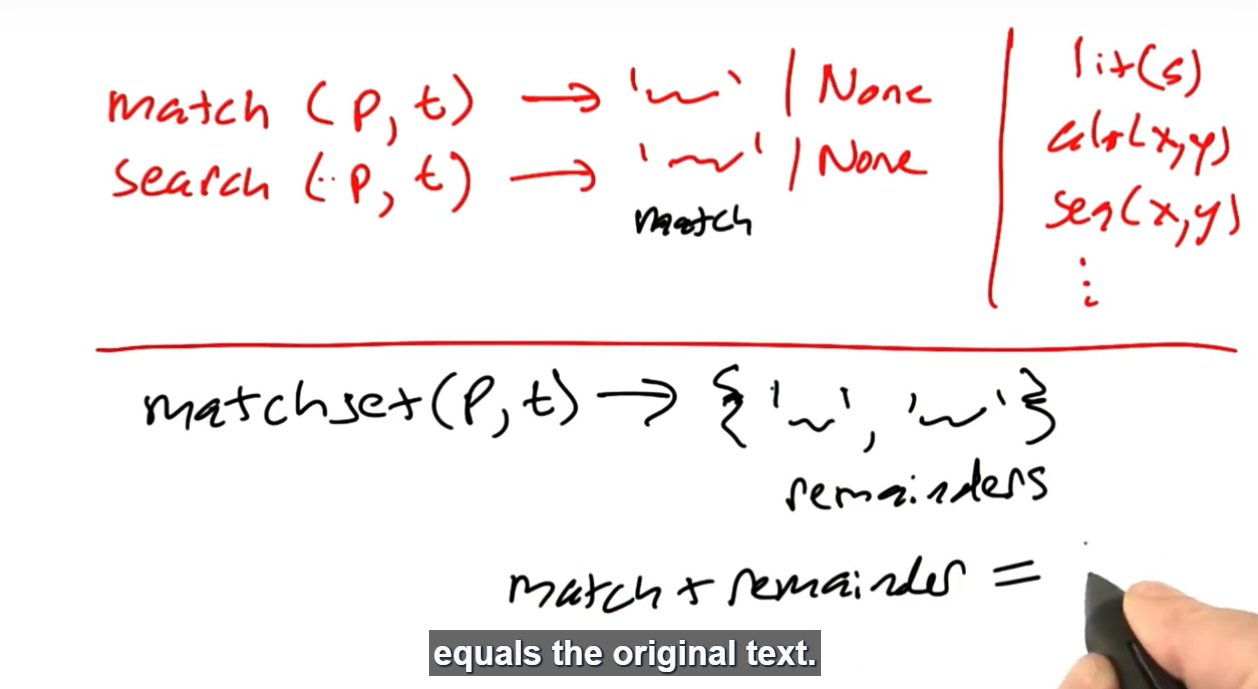 match (p, t) → '~' | None
search (p, t) → '~' | None
match
lit(s)
alt(x,y)
seq(x,y)
⋮
matchset(p, t) → {'~', '~'}
remainders
match + remainder =
equals the original text.